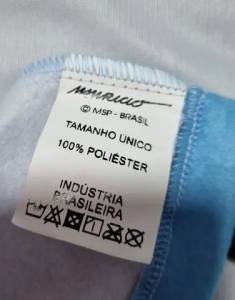 MAURICIO
© MSP - BRASIL
TAMANHO ÚNICO
100% POLIÉSTER
INDÚSTRIA
BRASILEIRA